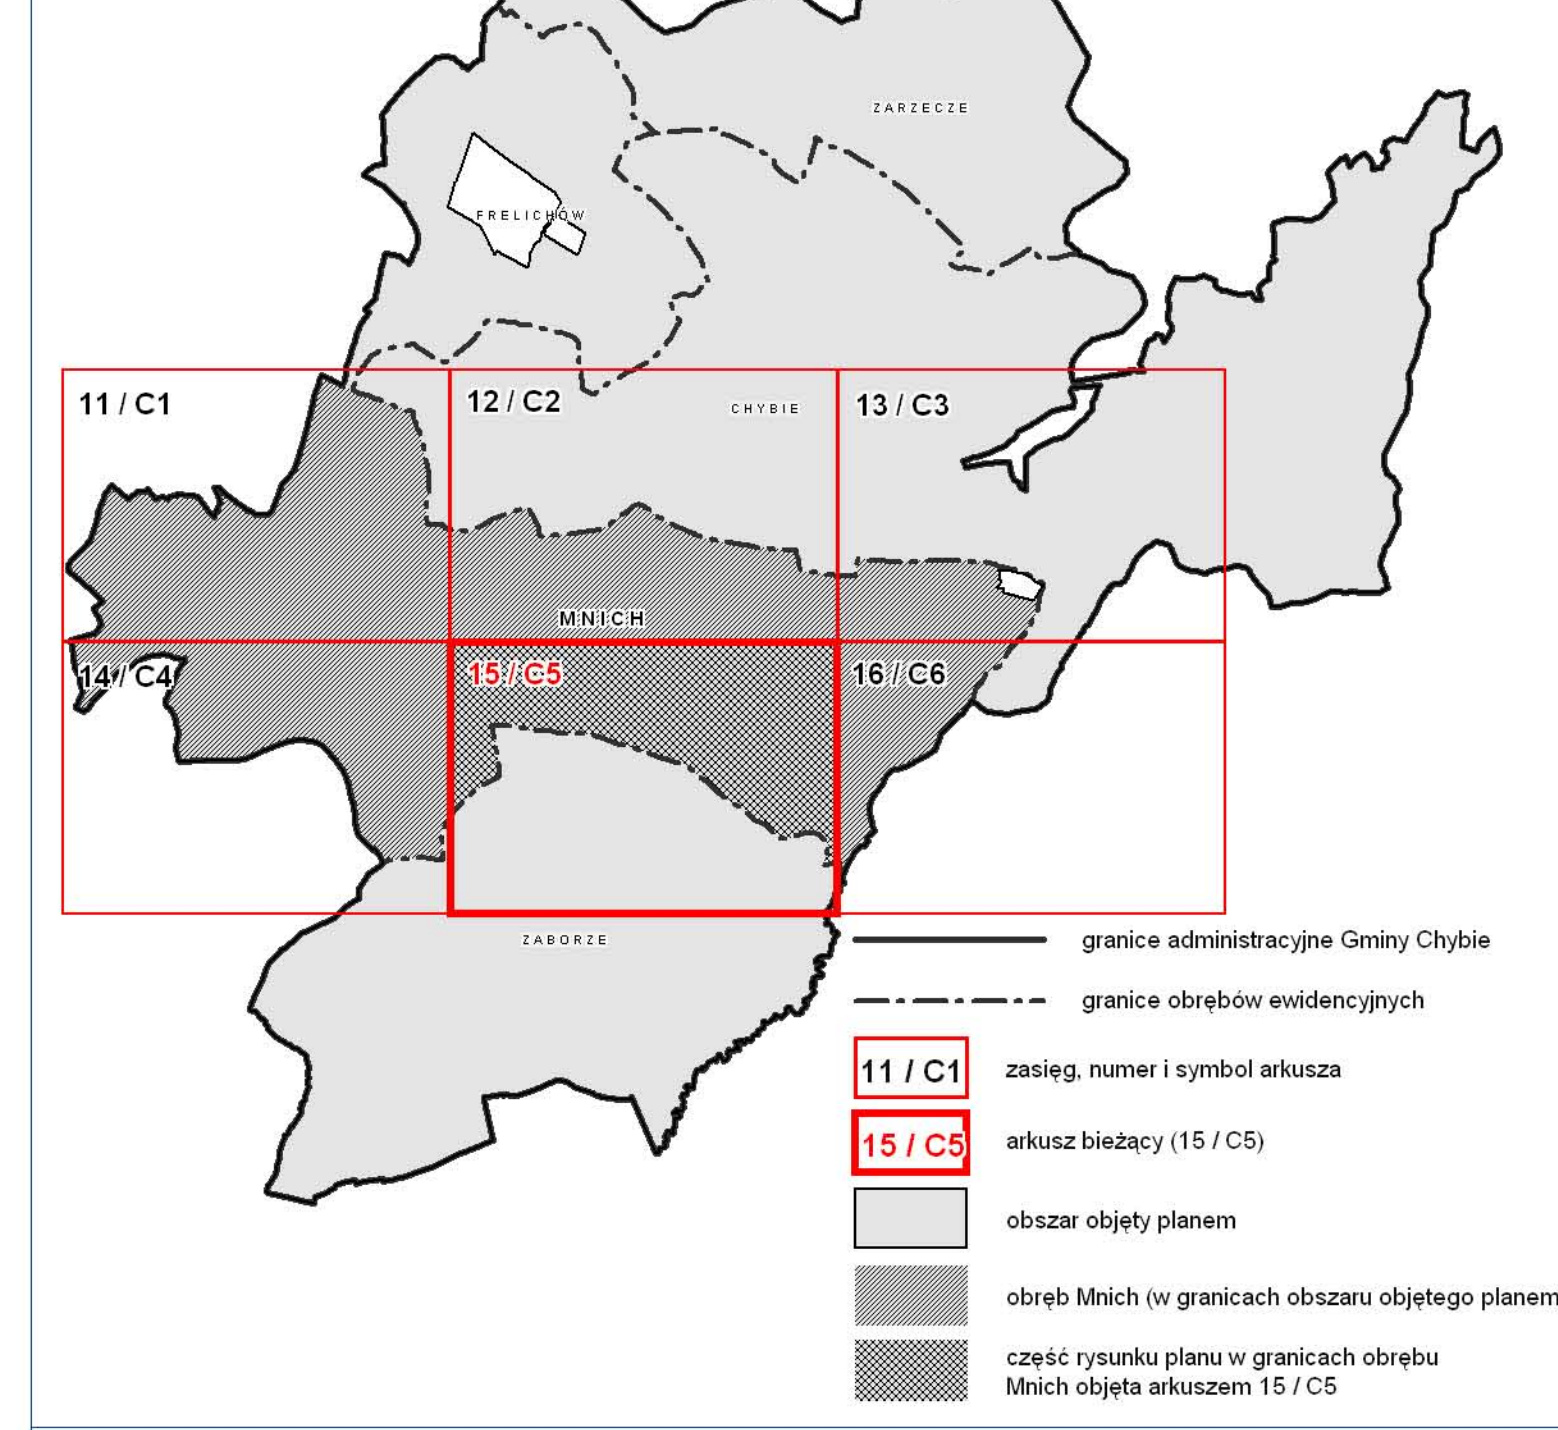 ZARZECZE
FRELICHÓW
11 / C1
12 / C2
CHYBIE
13 / C3
MNICH
14 / C4
15 / C5
16 / C6
ZABORZE
granice administracyjne Gminy Chybie
granice obrębów ewidencyjnych
11 / C1 zasięg, numer i symbol arkusza
15 / C5 arkusz bieżący (15 / C5)
obszar objęty planem
obręb Mnich (w granicach obszaru objętego planem
część rysunku planu w granicach obrębu
Mnich objęta arkuszem 15 / C5